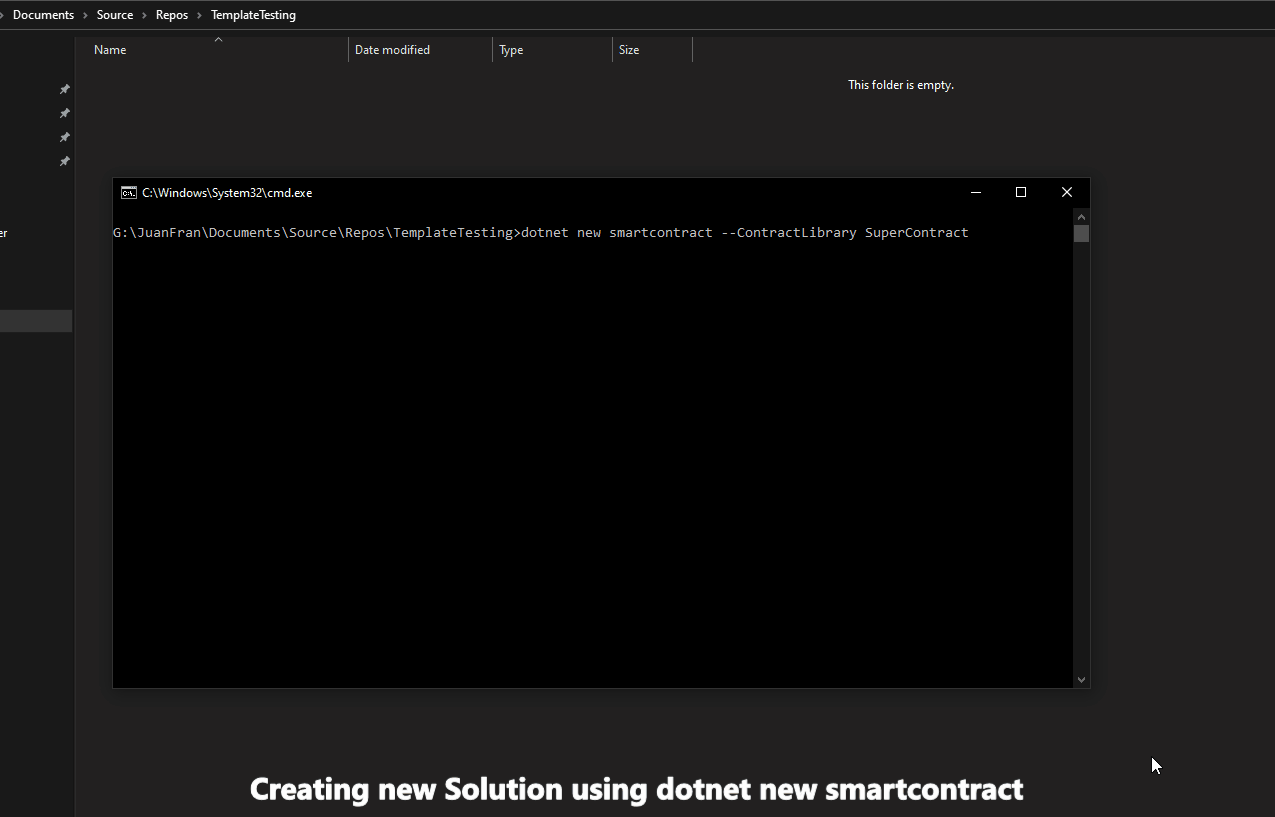 Documents > Source > Repos > TemplateTesting
Name Date modified Type Size
This folder is empty.
C:\Windows\System32\cmd.exe
G:\JuanFran\Documents\Source\Repos\TemplateTesting>dotnet new smartcontract --ContractLibrary SuperContract
er
Creating new Solution using dotnet new smartcontract